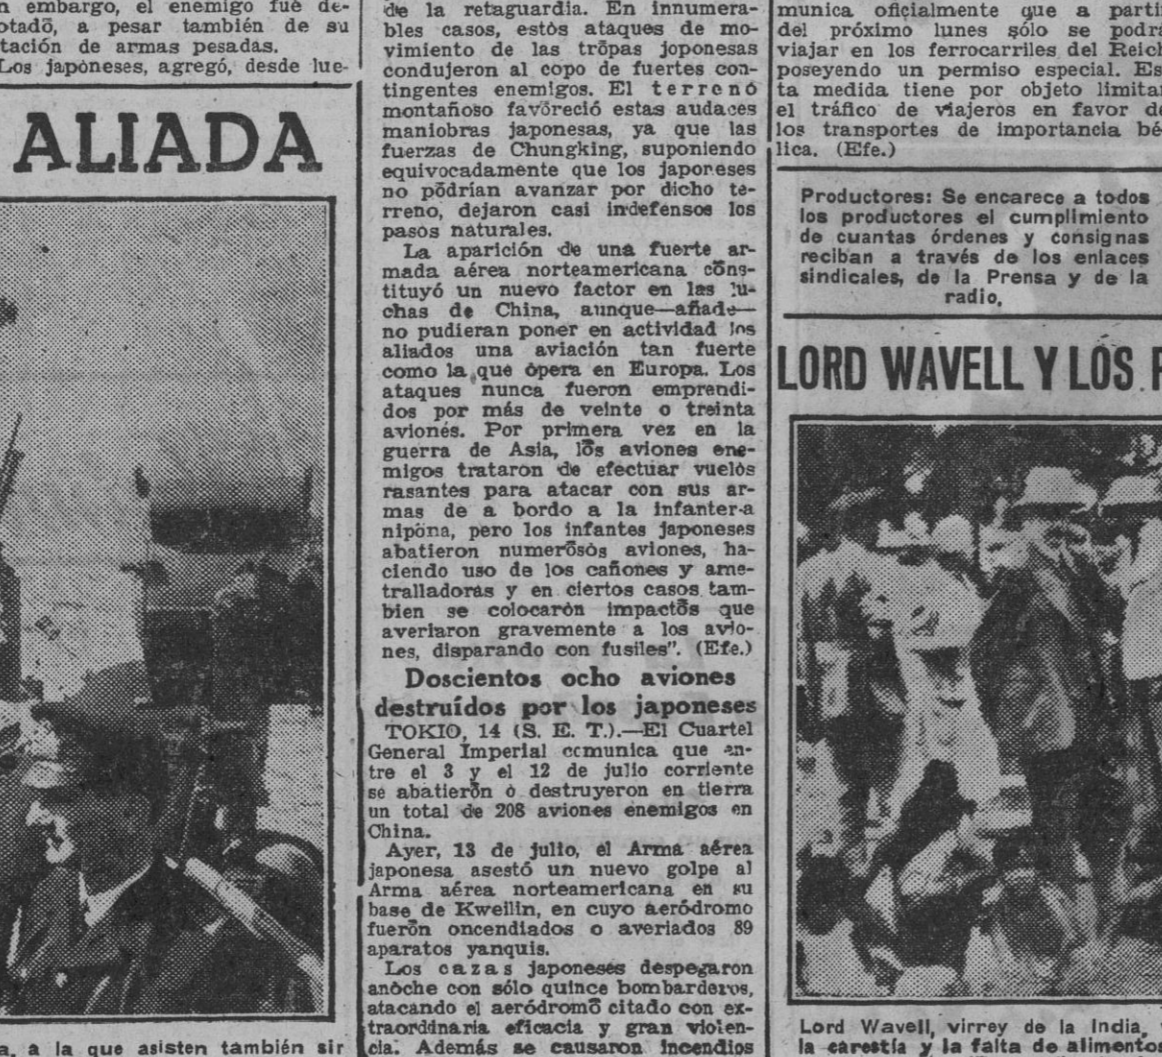 n embargo, el enemigo fué de-
otado, a pesar también de su
tación de armas pesadas.
Los japoneses, agregó, desde lue-
ALIADA
a, a la que asisten también sir
de la retaguardia. En innumera-
bles casos, estos ataques de mo-
vimiento de las tropas joponesas
condujeron al copo de fuertes con-
tingentes enemigos. El terreno
montañoso favoreció estas audaces
maniobras japonesas, ya que las
fuerzas de Chungking, suponiendo
equivocadamente que los japoneses
no podrían avanzar por dicho te-
rreno, dejaron casi indefensos los
pasos naturales.
La aparición de una fuerte ar-
mada aérea norteamericana cons-
tituyó un nuevo factor en las lu-
chas de China, aunque—añade—
no pudieran poner en actividad los
aliados una aviación tan fuerte
como la que opera en Europa. Los
ataques nunca fueron emprendi-
dos por más de veinte o treinta
aviones. Por primera vez en la
guerra de Asia, los aviones ene-
migos trataron de efectuar vuelos
rasantes para atacar con sus ar-
mas de a bordo a la infantería
nipona, pero los infantes japoneses
abatieron numerosos aviones, ha-
ciendo uso de los cañones y ame-
tralladoras y en ciertos casos tam-
bien se colocaron impactos que
averiaron gravemente a los avio-
nes, disparando con fusiles". (Efe.)
Doscientos ocho aviones
destruídos por los japoneses
TOKIO, 14 (S. E. T.).—El Cuartel
General Imperial comunica que en-
tre el 3 y el 12 de julio corriente
se abatieron o destruyeron en tierra
un total de 208 aviones enemigos en
China.
Ayer, 13 de julio, el Arma aérea
japonesa asestó un nuevo golpe al
Arma aérea norteamericana en su
base de Kweilin, en cuyo aeródromo
fueron oncendiados o averiados 89
aparatos yanquis.
Los cazas japoneses despegaron
anoche con sólo quince bombarderos,
atacando el aeródromo citado con ex-
traordinaria eficacia y gran violen-
cia. Además se causaron incendios
munica oficialmente que a parti
del próximo lunes sólo se podrá
viajar en los ferrocarriles del Reich
poseyendo un permiso especial. Es-
ta medida tiene por objeto limitar
el tráfico de viajeros en favor de
los transportes de importancia bé-
lica. (Efe.)
Productores: Se encarece a todos
los productores el cumplimiento
de cuantas órdenes y consignas
reciban a través de los enlaces
sindicales, de la Prensa y de la
radio,
LORD WAVELL Y LOS
Lord Wavell, virrey de la India,
la carestía y la falta de alimentos